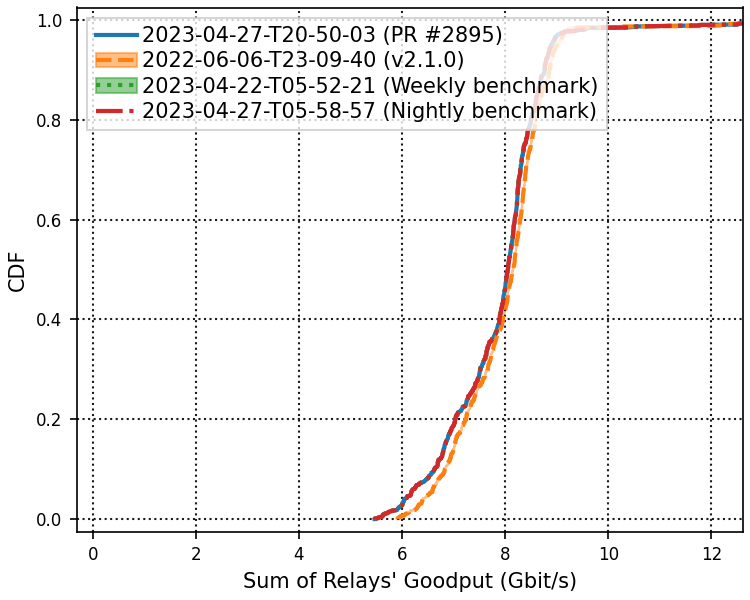 2023-04-27-T20-50-03 (PR #2895)
2022-06-06-T23-09-40 (v2.1.0)
2023-04-22-T05-52-21 (Weekly benchmark)
2023-04-27-T05-58-57 (Nightly benchmark)
1.0
0.8
0.6
0.4
0.2
0.0
CDF
0 2 4 6 8 10 12
Sum of Relays' Goodput (Gbit/s)